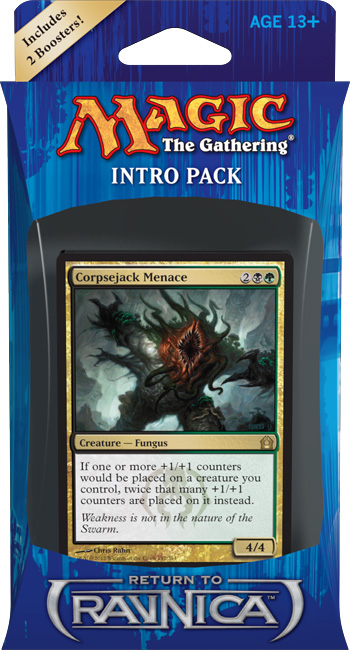 Includes
2 Boosters!
AGE 13+
MAGIC
The Gathering®
INTRO PACK
Corpsejack Menace 2
Creature — Fungus
If one or more +1/+1 counters
would be placed on a creature you
control, twice that many +1/+1
counters are placed on it instead.
Weakness is not in the nature of the
Swarm.
Chris Rahn
4/4
RETURN TO
RAVNICA™